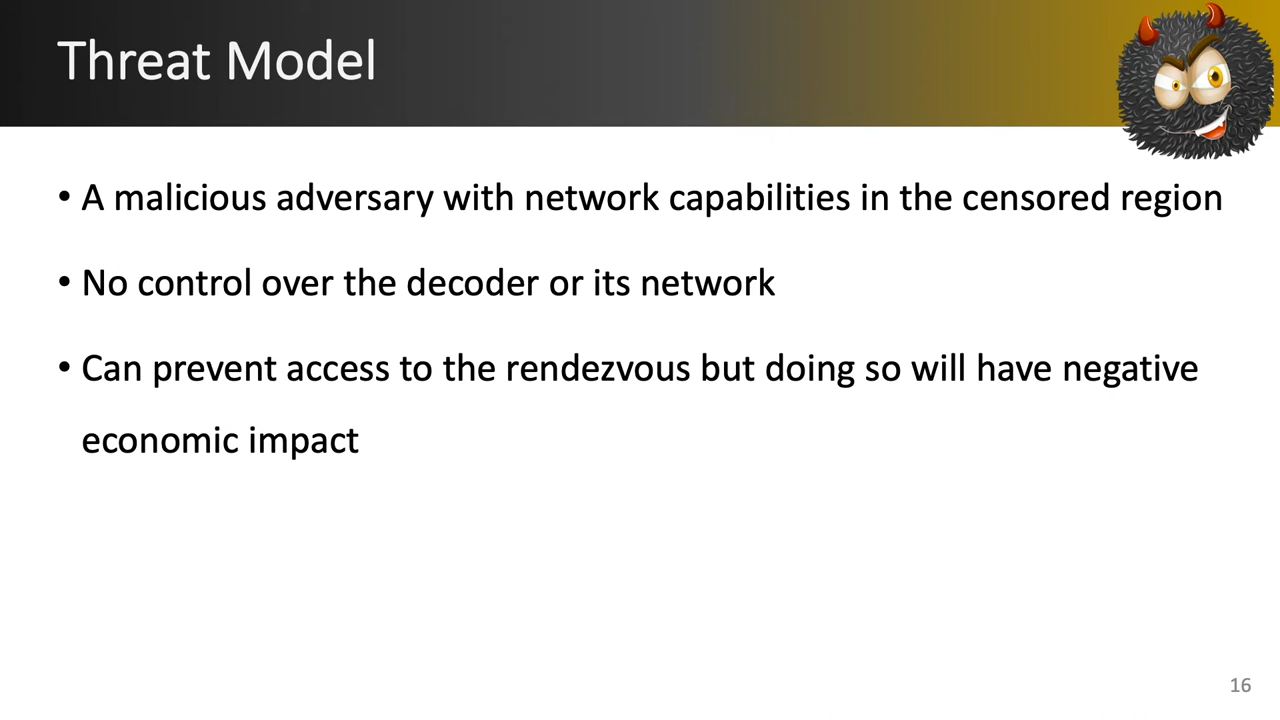 Threat Model
• A malicious adversary with network capabilities in the censored region
• No control over the decoder or its network
• Can prevent access to the rendezvous but doing so will have negative
economic impact
16